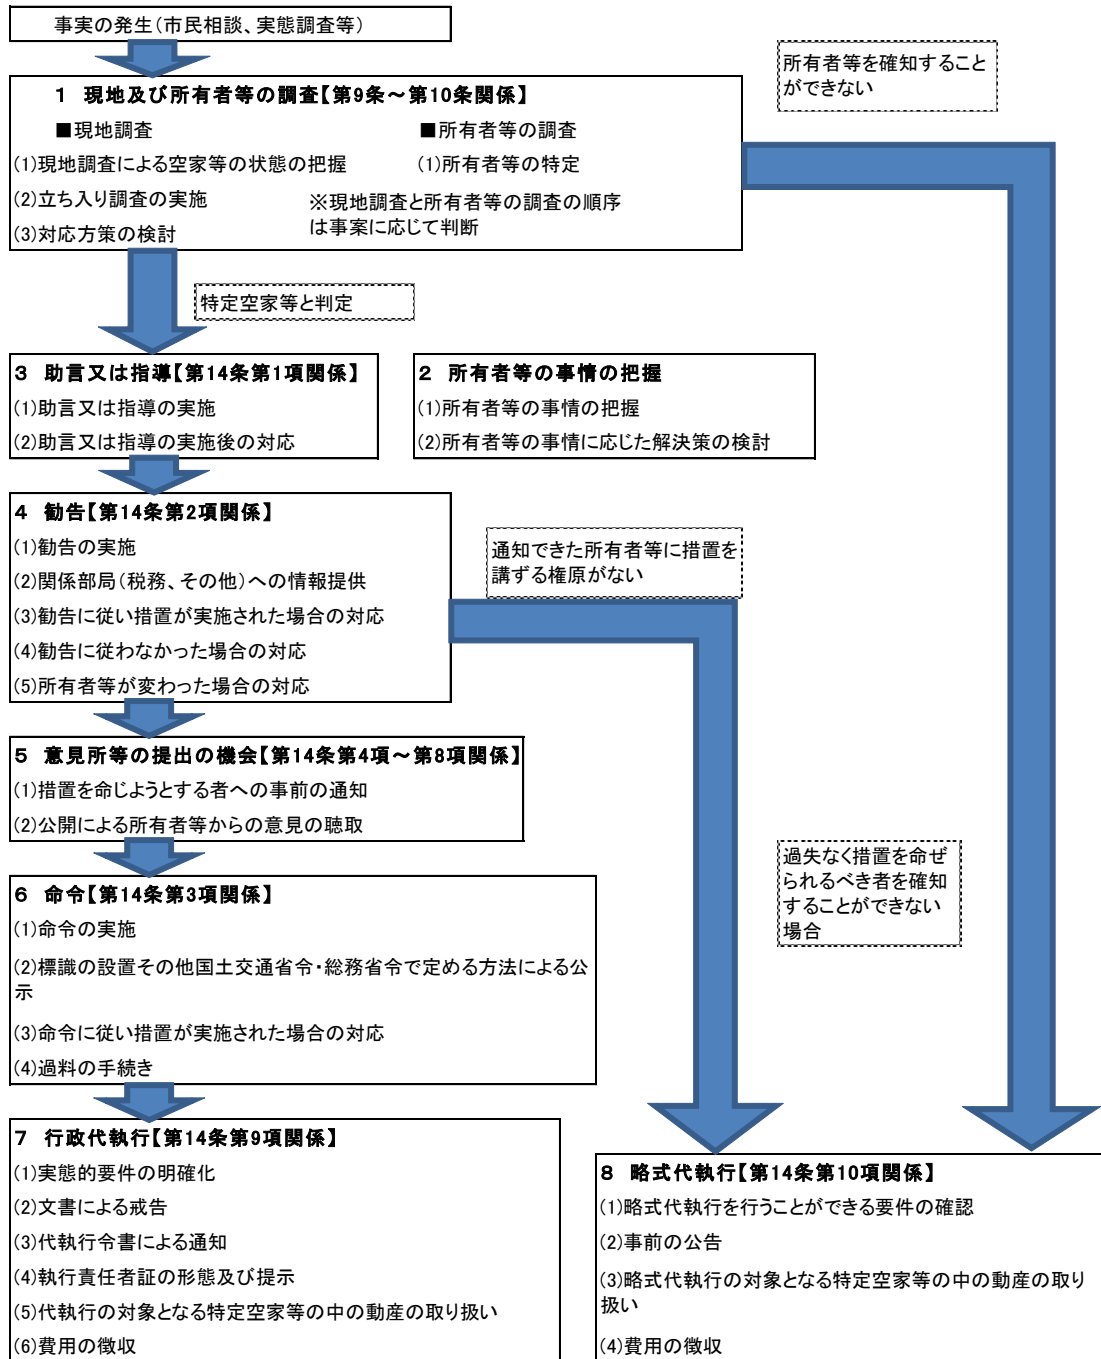 事実の発生(市民相談、実態調査等)
所有者等を確知すること
ができない
1 現地及び所有者等の調査【第9条~第10条関係】
■現地調査
■所有者等の調査
(1)現地調査による空家等の状態の把握
(1)所有者等の特定
(2)立ち入り調査の実施
※現地調査と所有者等の調査の順序
は事案に応じて判断
(3)対応方策の検討
特定空家等と判定
3 助言又は指導【第14条第1項関係】
(1)助言又は指導の実施
(2)助言又は指導の実施後の対応
2 所有者等の事情の把握
(1)所有者等の事情の把握
(2)所有者等の事情に応じた解決策の検討
4 勧告【第14条第2項関係】
(1)勧告の実施
(2)関係部局(税務、その他)への情報提供
(3)勧告に従い措置が実施された場合の対応
(4)勧告に従わなかった場合の対応
(5)所有者等が変わった場合の対応
通知できた所有者等に措置を
講ずる権原がない
5 意見所等の提出の機会【第14条第4項~第8項関係】
(1)措置を命じようとする者への事前の通知
(2)公開による所有者等からの意見の聴取
過失なく措置を命ぜ
られるべき者を確知
することができない
場合
6 命令【第14条第3項関係】
(1)命令の実施
(2)標識の設置その他国土交通省令・総務省令で定める方法による公
示
(3)命令に従い措置が実施された場合の対応
(4)過料の手続き
7 行政代執行【第14条第9項関係】
(1)実態的要件の明確化
(2)文書による戒告
(3)代執行令書による通知
(4)執行責任者証の形態及び提示
(5)代執行の対象となる特定空家等の中の動産の取り扱い
(6)費用の徴収
8 略式代執行【第14条第10項関係】
(1)略式代執行を行うことができる要件の確認
(2)事前の公告
(3)略式代執行の対象となる特定空家等の中の動産の取り
扱い
(4)費用の徴収